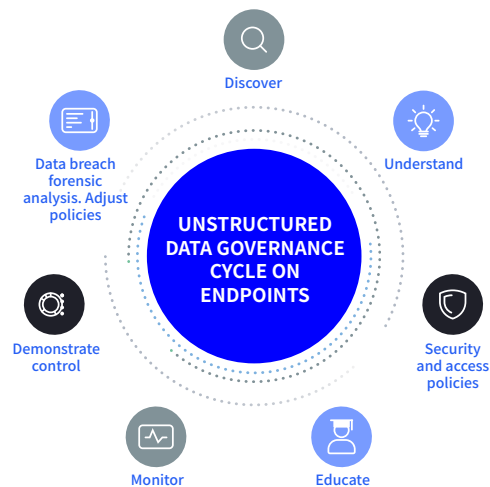 Discover
Understand
Security
and access
policies
Educate
Monitor
Demonstrate
control
Data breach
forensic
analysis. Adjust
policies
UNSTRUCTURED
DATA GOVERNANCE
CYCLE ON
ENDPOINTS